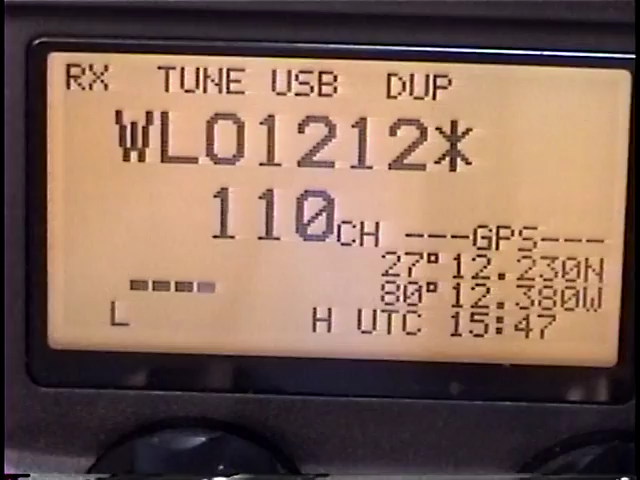 RX TUNE USB DUP
WLO1212*
110CH ---GPS---
27°12.230N
80°12.380W
L H UTC 15:47